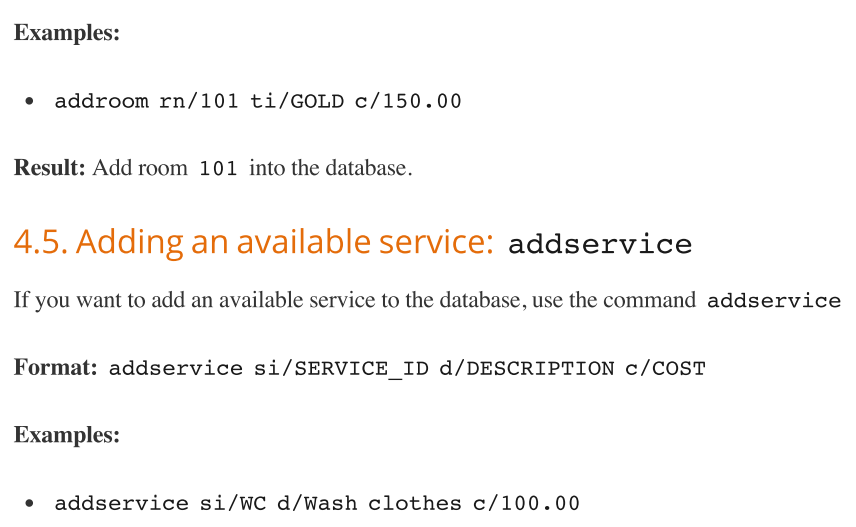 Examples:
• addroom rn/101 ti/GOLD c/150.00
Result: Add room 101 into the database.
4.5. Adding an available service: addservice
If you want to add an available service to the database, use the command addservice
Format: addservice si/SERVICE_ID d/DESCRIPTION c/COST
Examples:
• addservice si/WC d/Wash clothes c/100.00